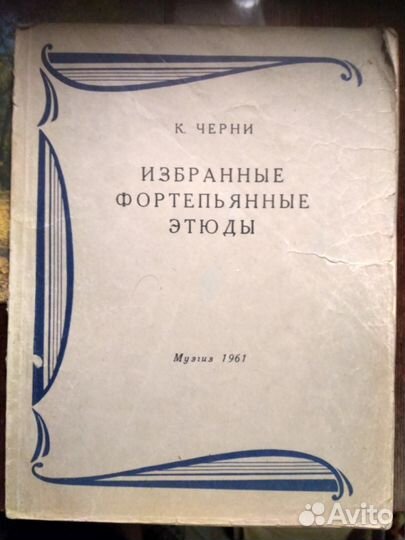 К. ЧЕРНИ
ИЗБРАННЫЕ
ФОРТЕПЬЯННЫЕ
ЭТЮДЫ
Музгиз 1961
Avito